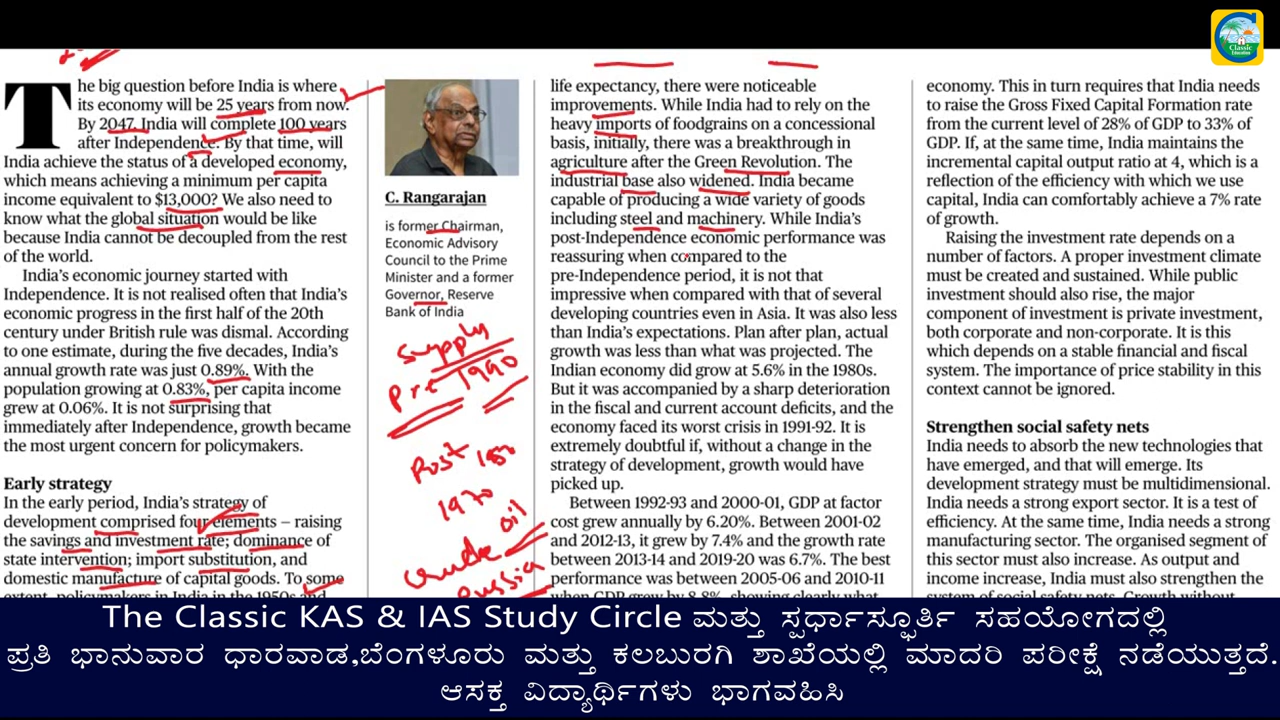 Classic
Education
The big question before India is where
its economy will be 25 years from now.
By 2047, India will complete 100 years
after Independence. By that time, will
India achieve the status of a developed economy,
which means achieving a minimum per capita
income equivalent to $13,000? We also need to
know what the global situation would be like
because India cannot be decoupled from the rest
of the world.
India's economic journey started with
Independence. It is not realised often that India's
economic progress in the first half of the 20th
century under British rule was dismal. According
to one estimate, during the five decades, India's
annual growth rate was just 0.89%. With the
population growing at 0.83%, per capita income
grew at 0.06%. It is not surprising that
immediately after Independence, growth became
the most urgent concern for policymakers.
Early strategy
In the early period, India's strategy of
development comprised four elements – raising
the savings and investment rate; dominance of
state intervention; import substitution, and
domestic manufacture of capital goods. To some
extent, policymakers in India in the 1950s and
C. Rangarajan
is former Chairman,
Economic Advisory
Council to the Prime
Minister and a former
Governor, Reserve
Bank of India
Supply
Pre 1990
Post
1970
Crude oil
Russia
life expectancy, there were noticeable
improvements. While India had to rely on the
heavy imports of foodgrains on a concessional
basis, initially, there was a breakthrough in
agriculture after the Green Revolution. The
industrial base also widened. India became
capable of producing a wide variety of goods
including steel and machinery. While India's
post-Independence economic performance was
reassuring when compared to the
pre-Independence period, it is not that
impressive when compared with that of several
developing countries even in Asia. It was also less
than India's expectations. Plan after plan, actual
growth was less than what was projected. The
Indian economy did grow at 5.6% in the 1980s.
But it was accompanied by a sharp deterioration
in the fiscal and current account deficits, and the
economy faced its worst crisis in 1991-92. It is
extremely doubtful if, without a change in the
strategy of development, growth would have
picked up.
Between 1992-93 and 2000-01, GDP at factor
cost grew annually by 6.20%. Between 2001-02
and 2012-13, it grew by 7.4% and the growth rate
between 2013-14 and 2019-20 was 6.7%. The best
performance was between 2005-06 and 2010-11
when GDP grew by 8.8%, showing clearly what
economy. This in turn requires that India needs
to raise the Gross Fixed Capital Formation rate
from the current level of 28% of GDP to 33% of
GDP. If, at the same time, India maintains the
incremental capital output ratio at 4, which is a
reflection of the efficiency with which we use
capital, India can comfortably achieve a 7% rate
of growth.
Raising the investment rate depends on a
number of factors. A proper investment climate
must be created and sustained. While public
investment should also rise, the major
component of investment is private investment,
both corporate and non-corporate. It is this
which depends on a stable financial and fiscal
system. The importance of price stability in this
context cannot be ignored.
Strengthen social safety nets
India needs to absorb the new technologies that
have emerged, and that will emerge. Its
development strategy must be multidimensional.
India needs a strong export sector. It is a test of
efficiency. At the same time, India needs a strong
manufacturing sector. The organised segment of
this sector must also increase. As output and
income increase, India must also strengthen the
system of social safety nets. Growth without
The Classic KAS & IAS Study Circle ಮತ್ತು ಸ್ಪರ್ಧಾಸ್ಫೂರ್ತಿ ಸಹಯೋಗದಲ್ಲಿ
ಪ್ರತಿ ಭಾನುವಾರ ಧಾರವಾಡ,ಬೆಂಗಳೂರು ಮತ್ತು ಕಲಬುರಗಿ ಶಾಖೆಯಲ್ಲಿ ಮಾದರಿ ಪರೀಕ್ಷೆ ನಡೆಯುತ್ತದೆ.
ಆಸಕ್ತ ವಿದ್ಯಾರ್ಥಿಗಳು ಭಾಗವಹಿಸಿ